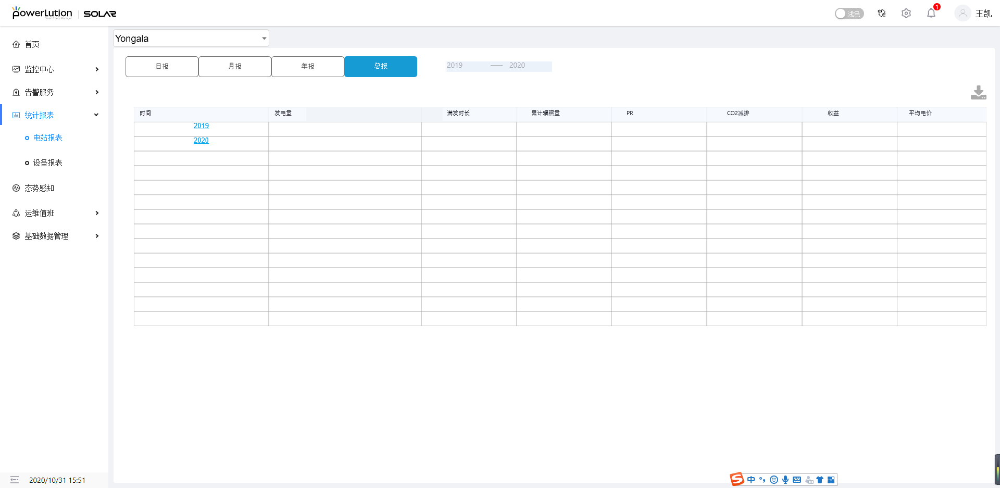 powerLution SOLAR
浅色
1
王凯
首页
监控中心
告警服务
统计报表
电站报表
设备报表
态势感知
运维值班
基础数据管理
2020/10/31 15:51
Yongala
日报 月报 年报 总报 2019 2020
时间 发电量 满发时长 累计辐照量 PR CO2减排 收益 平均电价
2019
2020
中